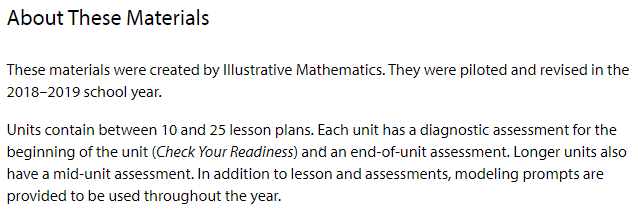 About These Materials
These materials were created by Illustrative Mathematics. They were piloted and revised in the
2018–2019 school year.
Units contain between 10 and 25 lesson plans. Each unit has a diagnostic assessment for the
beginning of the unit (Check Your Readiness) and an end-of-unit assessment. Longer units also
have a mid-unit assessment. In addition to lesson and assessments, modeling prompts are
provided to be used throughout the year.